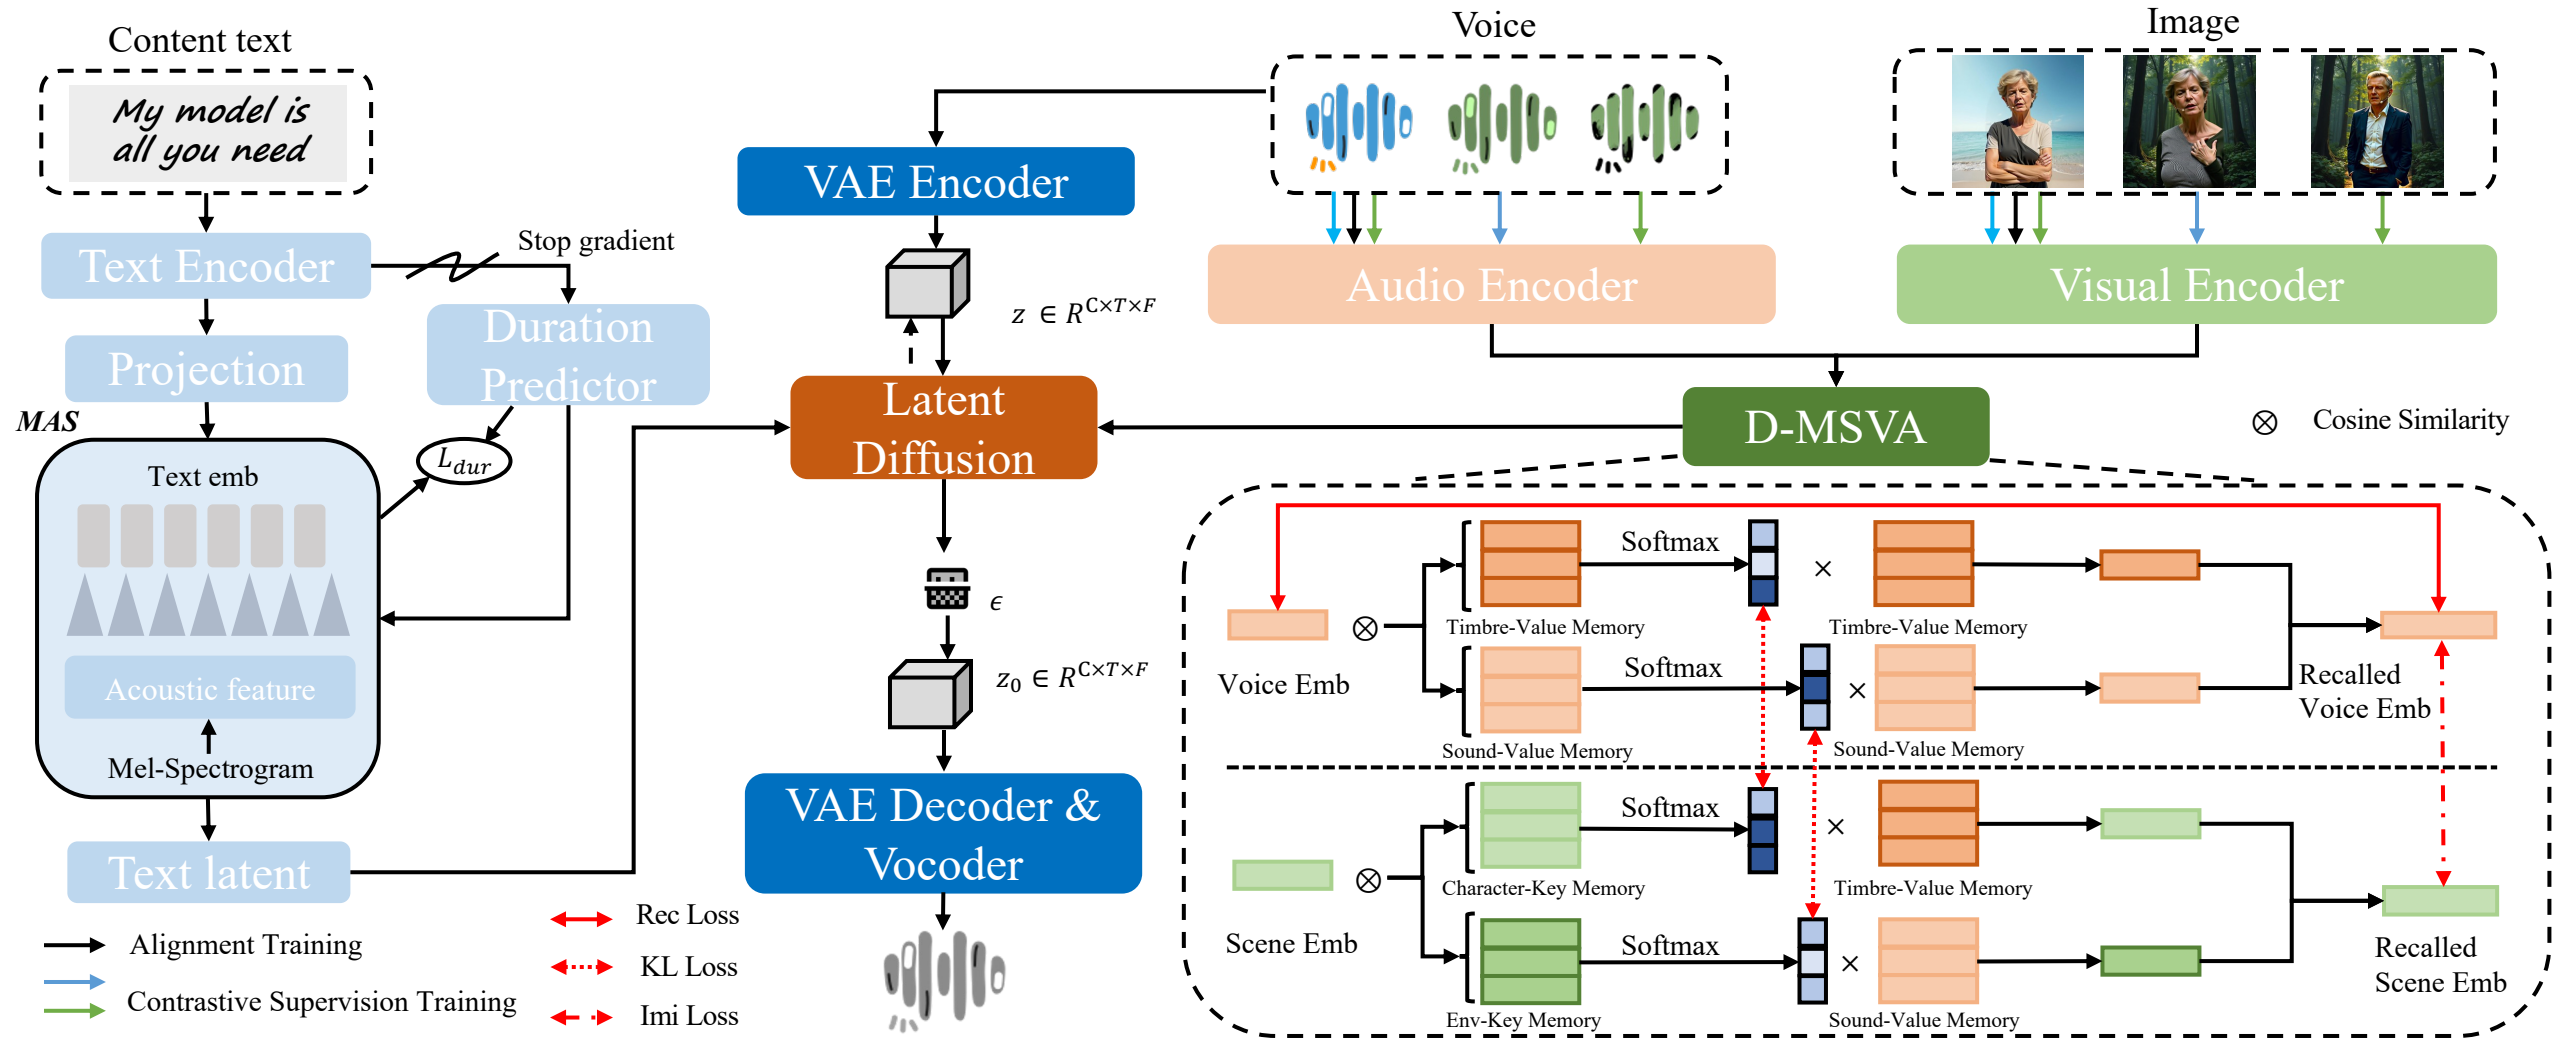 Content text
My model is
all you need
Text Encoder
Stop gradient
Projection
Duration
Predictor
MAS
L_dur
Text emb
Acoustic feature
Mel-Spectrogram
Text latent
Alignment Training
Contrastive Supervision Training
Rec Loss
KL Loss
Imi Loss
VAE Encoder
z ∈ R^{C×T×F}
Latent
Diffusion
ϵ
z_0 ∈ R^{C×T×F}
VAE Decoder &
Vocoder
Voice
Image
Audio Encoder
Visual Encoder
D-MSVA
⊗ Cosine Similarity
Voice Emb
⊗
Timbre-Value Memory
Softmax
×
Timbre-Value Memory
Sound-Value Memory
Softmax
×
Sound-Value Memory
Recalled
Voice Emb
Scene Emb
⊗
Character-Key Memory
Softmax
×
Timbre-Value Memory
Env-Key Memory
Softmax
×
Sound-Value Memory
Recalled
Scene Emb